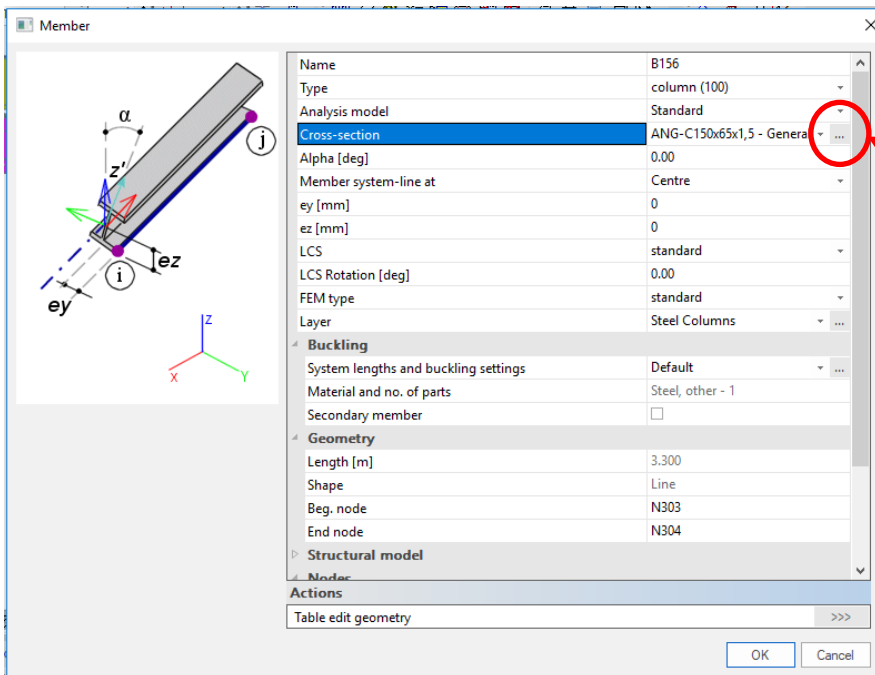 Member
Name B156
Type column (100)
Analysis model Standard
Cross-section ANG-C150x65x1,5 - Genera ...
Alpha [deg] 0.00
Member system-line at Centre
ey [mm] 0
ez [mm] 0
LCS standard
LCS Rotation [deg] 0.00
FEM type standard
Layer Steel Columns ...
Buckling
System lengths and buckling settings Default ...
Material and no. of parts Steel, other - 1
Secondary member
Geometry
Length [m] 3.300
Shape Line
Beg. node N303
End node N304
Structural model
Nodes
Actions
Table edit geometry >>>
OK Cancel
α
j
z'
ez
i
ey
z
x
Y